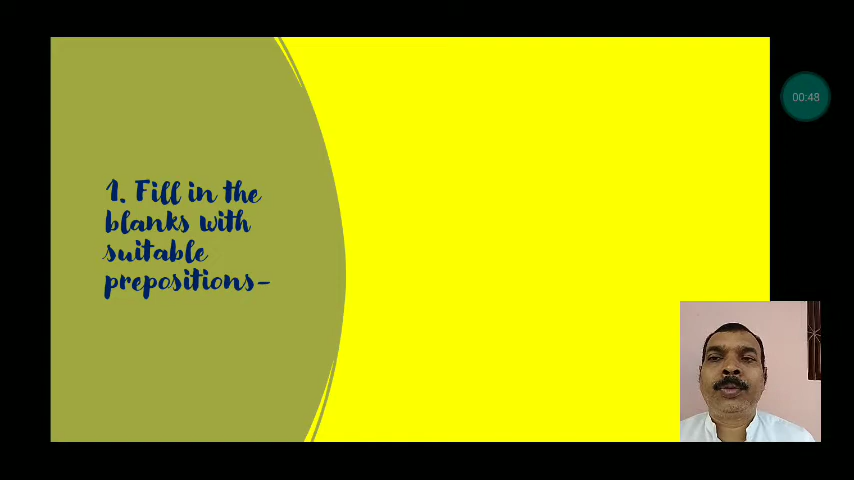 1. Fill in the
blanks with
suitable
prepositions-
00:48